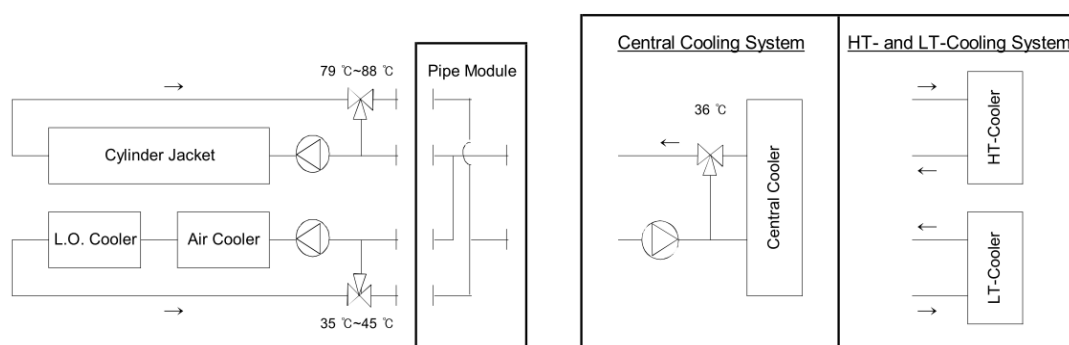 79 ℃~88 ℃
Cylinder Jacket
L.O. Cooler
Air Cooler
35 ℃~45 ℃
Pipe Module
Central Cooling System
36 ℃
Central Cooler
HT- and LT-Cooling System
HT-Cooler
LT-Cooler